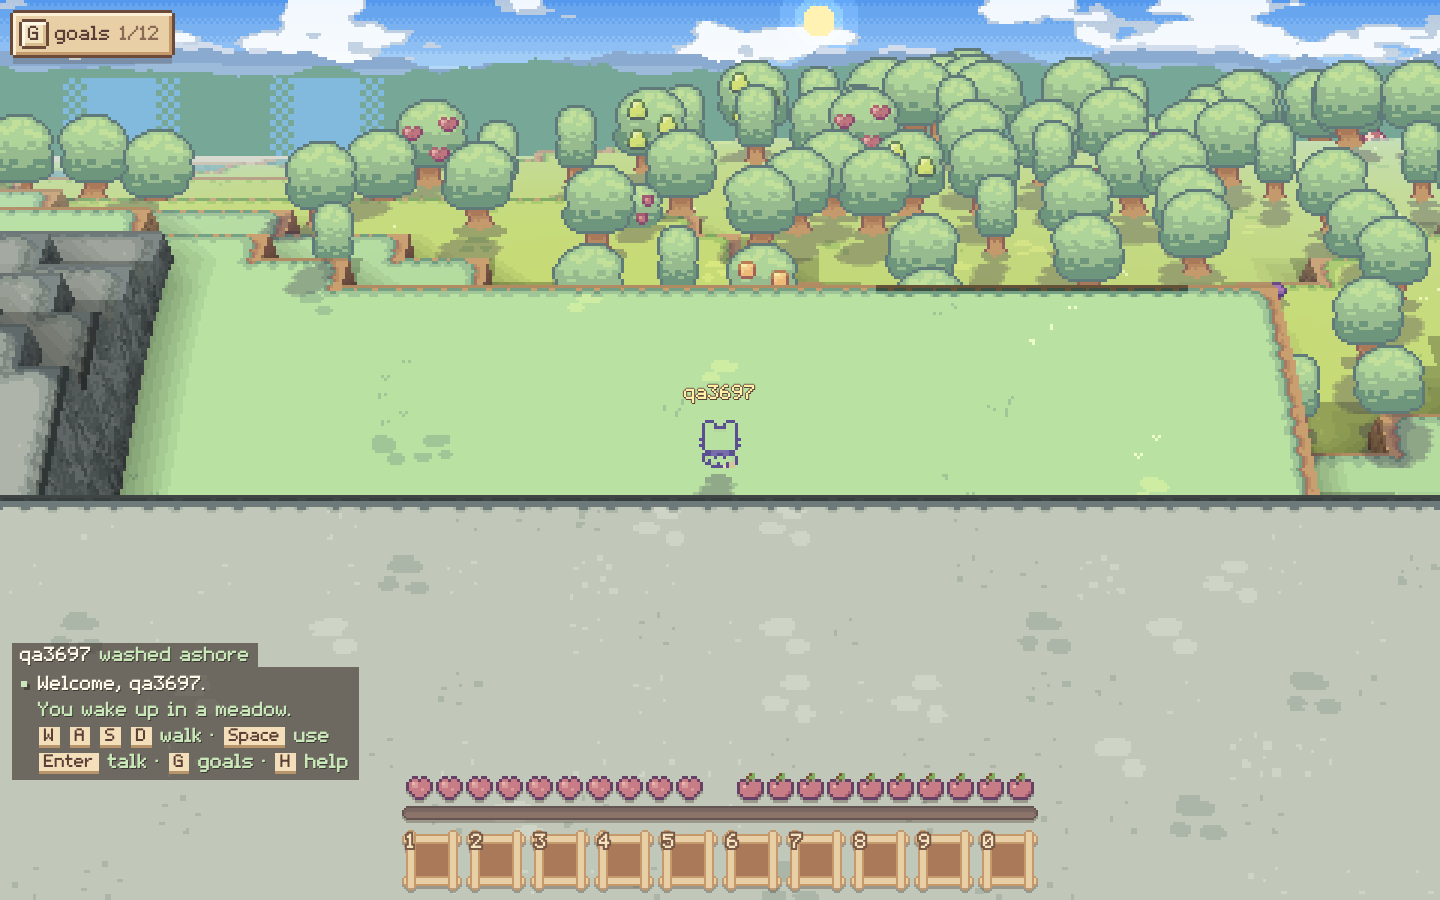 G goals 1/12
qa3697
qa3697 washed ashore
Welcome, qa3697.
You wake up in a meadow.
W A S D walk · Space use
Enter talk · G goals · H help
1 2 3 4 5 6 7 8 9 0